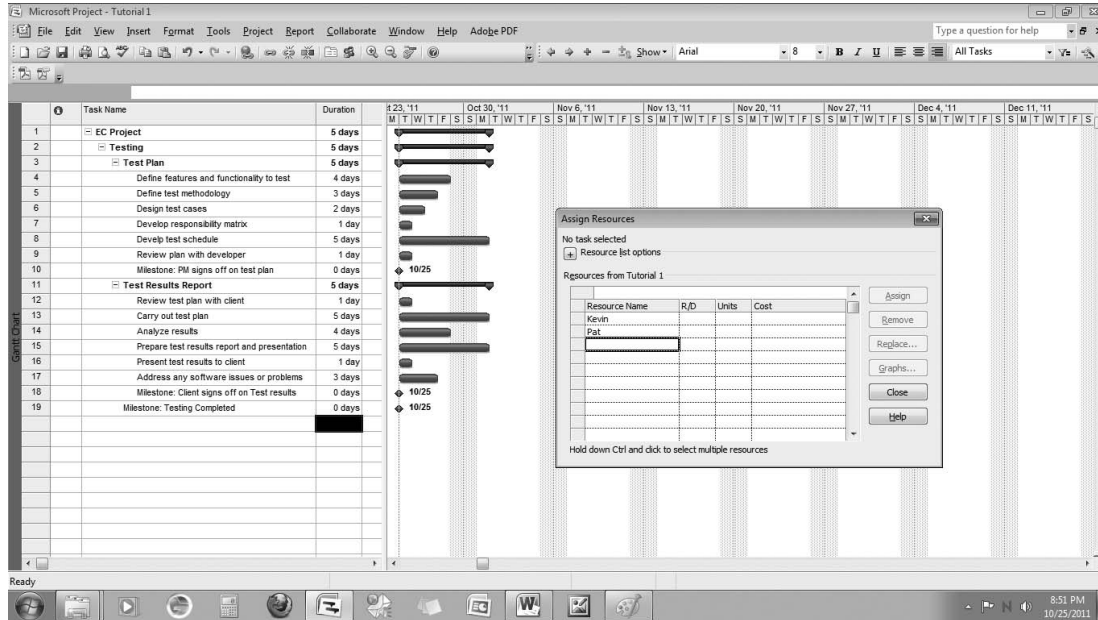 Microsoft Project - Tutorial 1
File Edit View Insert Format Tools Project Report Collaborate Window Help Adobe PDF
Type a question for help
Show Arial 8 B I U All Tasks
Task Name Duration
t 23, '11 Oct 30, '11 Nov 6, '11 Nov 13, '11 Nov 20, '11 Nov 27, '11 Dec 4, '11 Dec 11, '11
M T W T F S S M T W T F S S M T W T F S S M T W T F S S M T W T F S S M T W T F S S M T W T F S S M T W T F S
1 EC Project 5 days
2 Testing 5 days
3 Test Plan 5 days
4 Define features and functionality to test 4 days
5 Define test methodology 3 days
6 Design test cases 2 days
7 Develop responsibility matrix 1 day
8 Develp test schedule 5 days
9 Review plan with developer 1 day
10 Milestone: PM signs off on test plan 0 days 10/25
11 Test Results Report 5 days
12 Review test plan with client 1 day
13 Carry out test plan 5 days
14 Analyze results 4 days
15 Prepare test results report and presentation 5 days
16 Present test results to client 1 day
17 Address any software issues or problems 3 days
18 Milestone: Client signs off on Test results 0 days 10/25
19 Milestone: Testing Completed 0 days 10/25
Gantt Chart
Assign Resources
No task selected
+ Resource list options
Resources from Tutorial 1
Resource Name R/D Units Cost
Kevin
Pat
Assign
Remove
Replace...
Graphs...
Close
Help
Hold down Ctrl and click to select multiple resources
Ready
EC
W
N
8:51 PM
10/25/2011